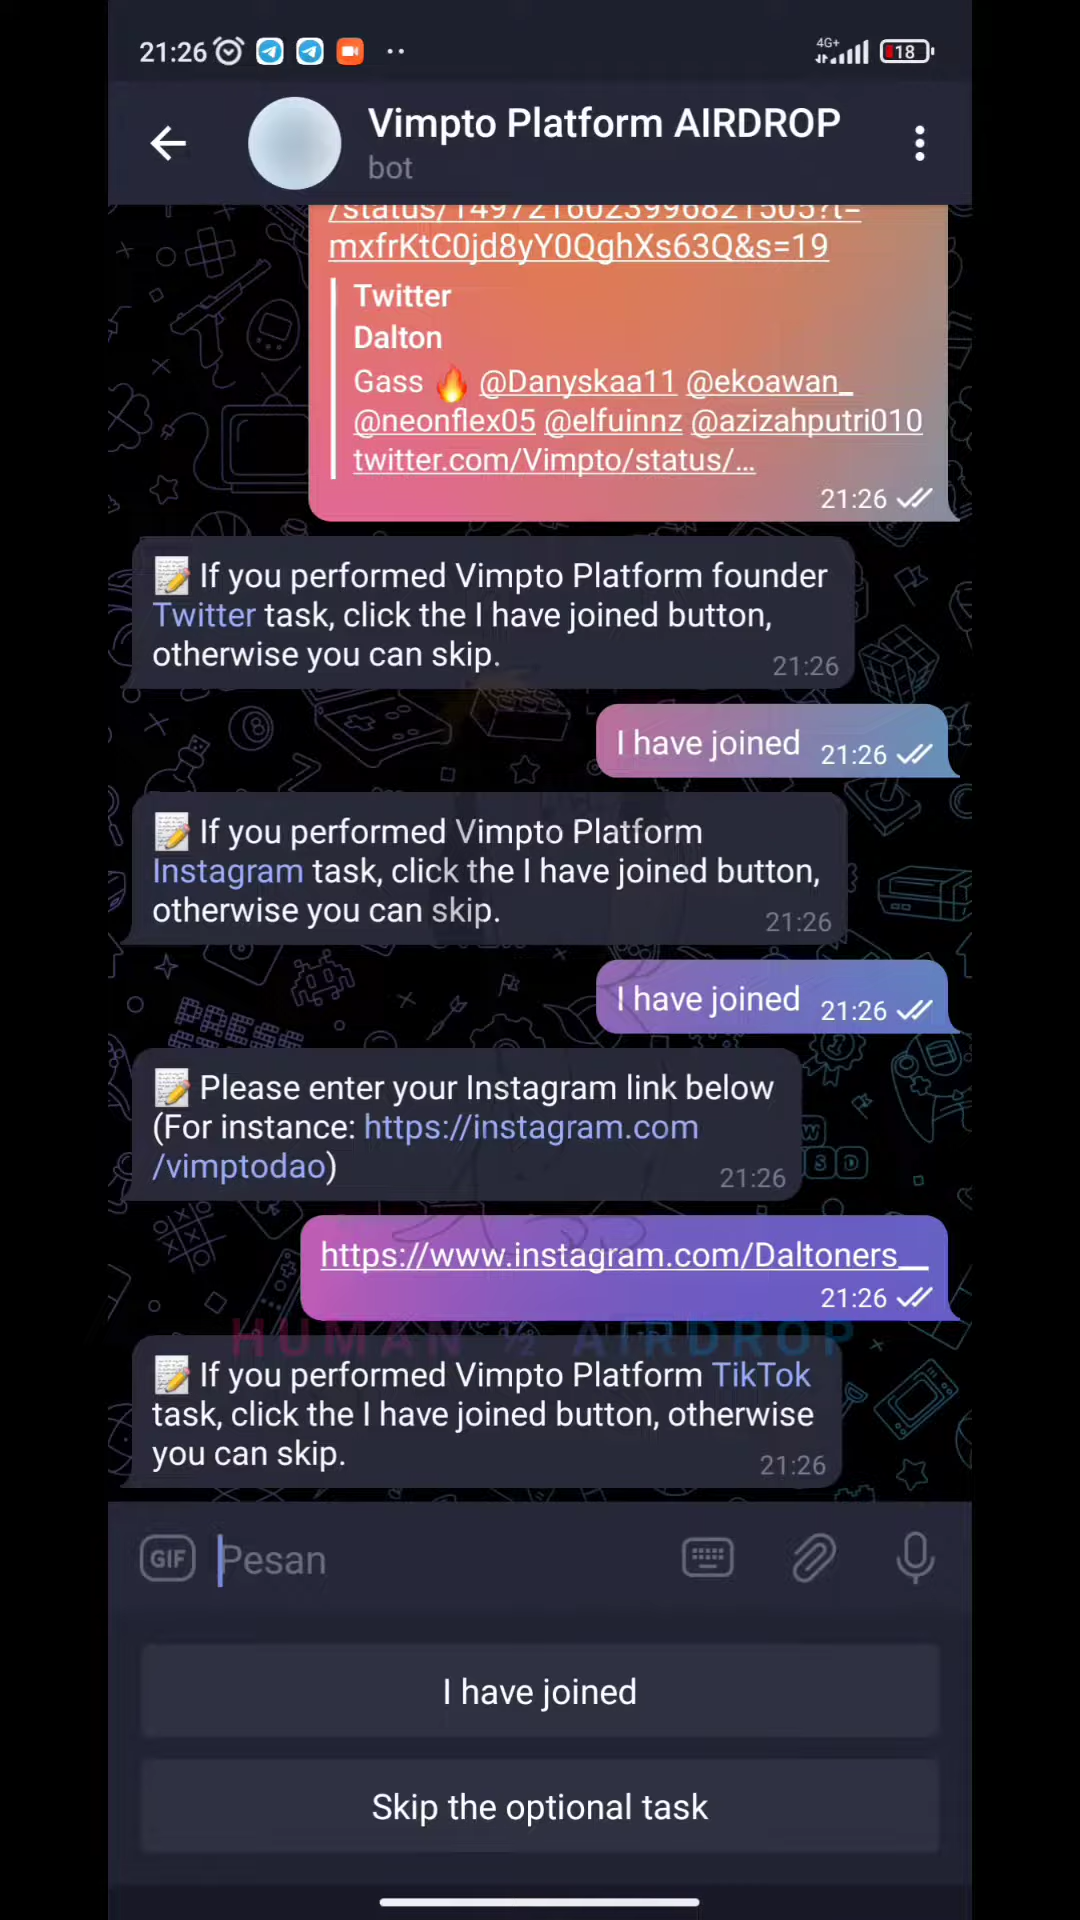 21:26
4G+
18
Vimpto Platform AIRDROP
bot
/status/1497216023996821505?t=
mxfrKtC0jd8yY0QghXs63Q&s=19
Twitter
Dalton
Gass 🔥 @Danyskaa11 @ekoawan_
@neonflex05 @elfuinnz @azizahputri010
twitter.com/Vimpto/status/...
21:26
📝 If you performed Vimpto Platform founder
Twitter task, click the I have joined button,
otherwise you can skip.
21:26
I have joined 21:26
📝 If you performed Vimpto Platform
Instagram task, click the I have joined button,
otherwise you can skip.
21:26
PRESS
I have joined 21:26
📝 Please enter your Instagram link below
(For instance: https://instagram.com
/vimptodao)
21:26
W
S D
https://www.instagram.com/Daltoners__
21:26
HUMAN ½ AIRDROP
📝 If you performed Vimpto Platform TikTok
task, click the I have joined button, otherwise
you can skip.
21:26
GIF Pesan
I have joined
Skip the optional task